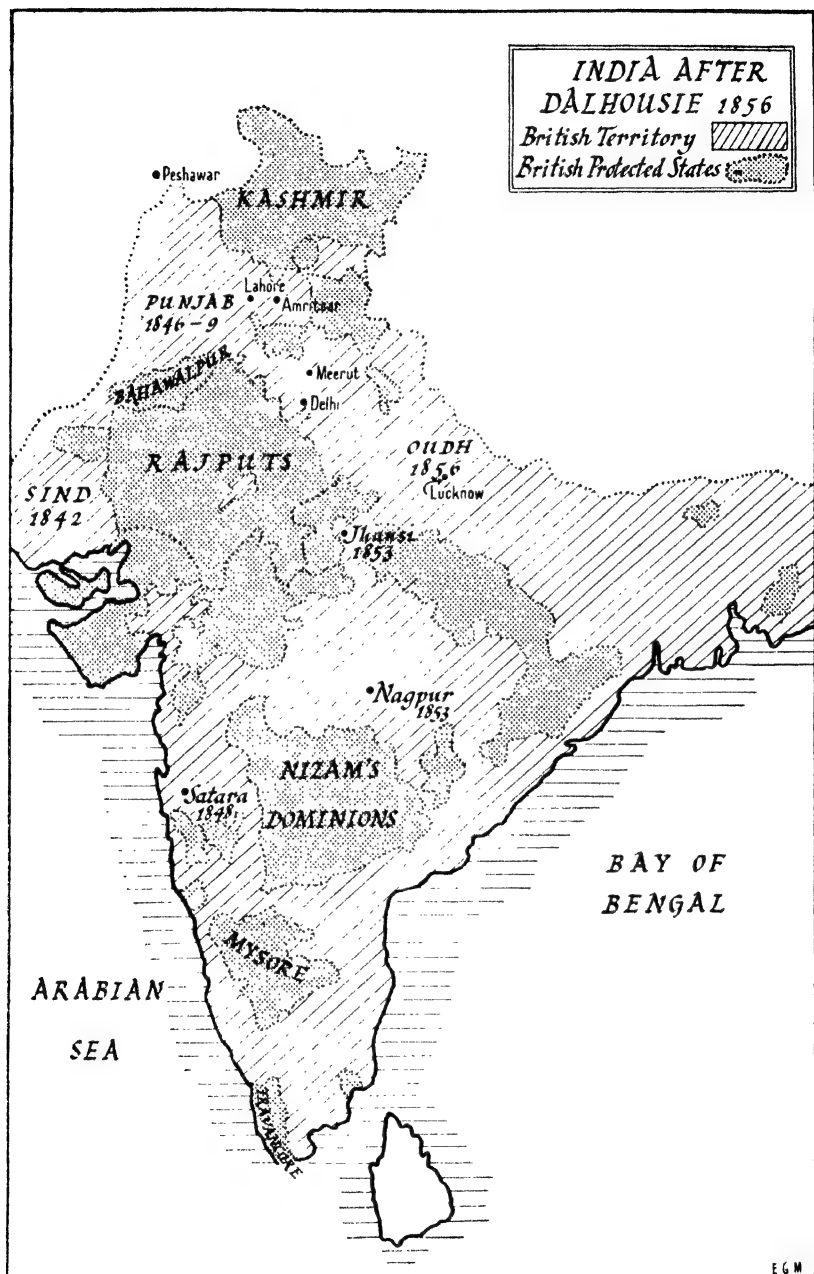 INDIA AFTER
DALHOUSIE 1856
British Territory
British Protected States
Peshawar
KASHMIR
Lahore
Amritsar
PUNJAB
1846-9
BAHAWALPUR
Meerut
Delhi
RAJPUTS
OUDH
1856
Lucknow
SIND
1842
Jhansi
1853
Nagpur
1853
NIZAM'S
DOMINIONS
Satara
1848
BAY OF
BENGAL
MYSORE
ARABIAN
SEA
TRAVANCORE
EGM